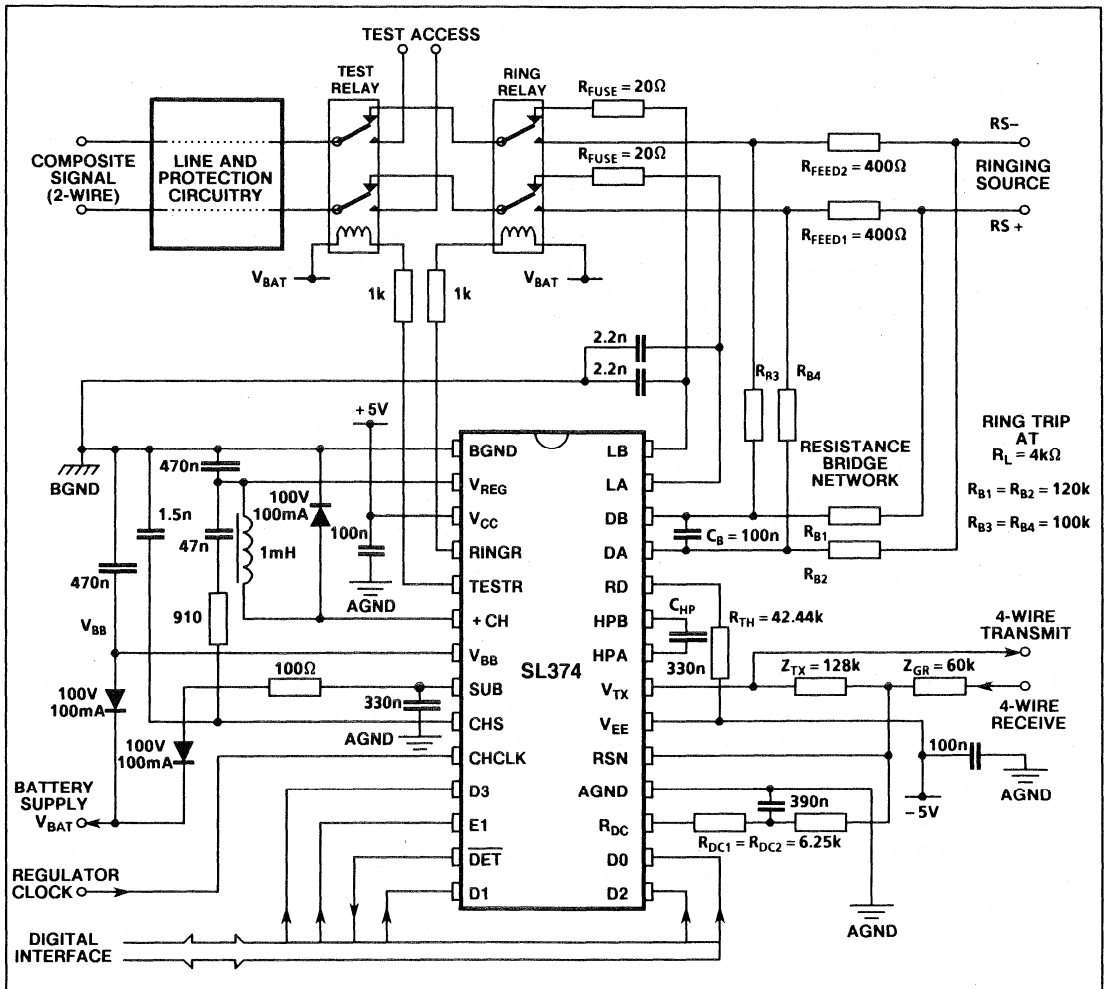 TEST ACCESS
TEST
RELAY
RING
RELAY
R_FUSE = 20Ω
R_FUSE = 20Ω
RS–
RINGING
SOURCE
RS +
R_FEED2 = 400Ω
R_FEED1 = 400Ω
COMPOSITE
SIGNAL
(2-WIRE)
LINE AND
PROTECTION
CIRCUITRY
V_BAT
V_BAT
1k
1k
2.2n
2.2n
R_R3
R_B4
+5V
BGND
470n
1.5n
47n
1mH
100V
100mA
100n
AGND
470n
V_BB
910
100Ω
330n
AGND
100V
100mA
100V
100mA
BATTERY
SUPPLY
V_BAT
REGULATOR
CLOCK
DIGITAL
INTERFACE
BGND
V_REG
V_CC
RINGR
TESTR
+ CH
V_BB
SUB
CHS
CHCLK
D3
E1
DET
D1
SL374
LB
LA
DB
DA
RD
HPB
HPA
V_TX
V_EE
RSN
AGND
R_DC
D0
D2
RESISTANCE
BRIDGE
NETWORK
RING TRIP
AT
R_L = 4kΩ
R_B1 = R_B2 = 120k
R_B3 = R_B4 = 100k
C_B = 100n
R_B1
R_B2
C_HP
330n
R_TH = 42.44k
4-WIRE
TRANSMIT
Z_TX = 128k
Z_GR = 60k
4-WIRE
RECEIVE
100n
AGND
–5V
390n
R_DC1 = R_DC2 = 6.25k
AGND